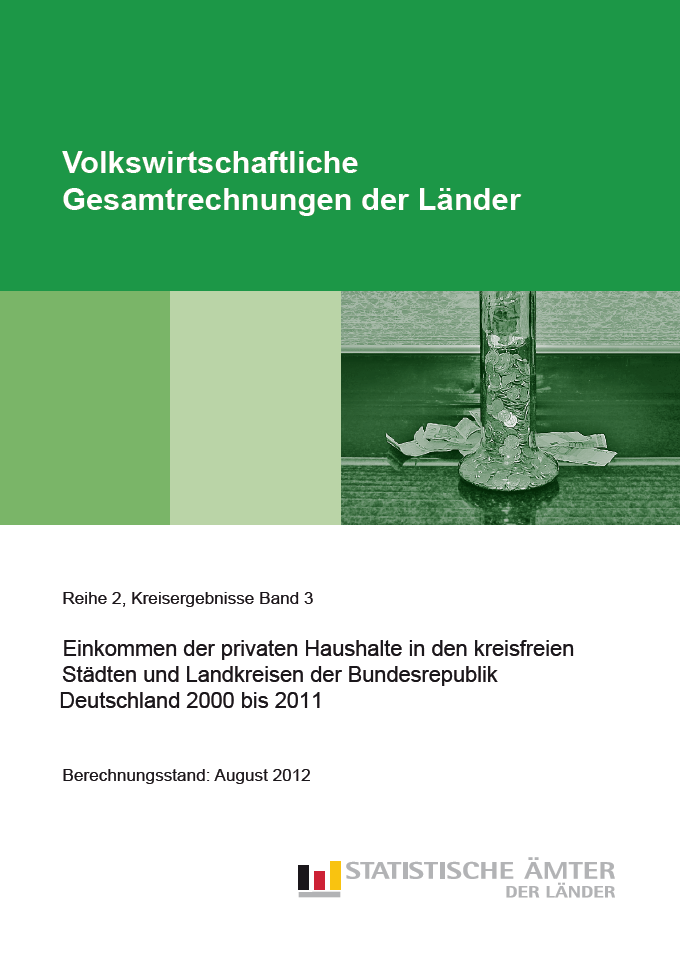 Volkswirtschaftliche
Gesamtrechnungen der Länder
Reihe 2, Kreisergebnisse Band 3
Einkommen der privaten Haushalte in den kreisfreien
Städten und Landkreisen der Bundesrepublik
Deutschland 2000 bis 2011
Berechnungsstand: August 2012
STATISTISCHE ÄMTER
DER LÄNDER